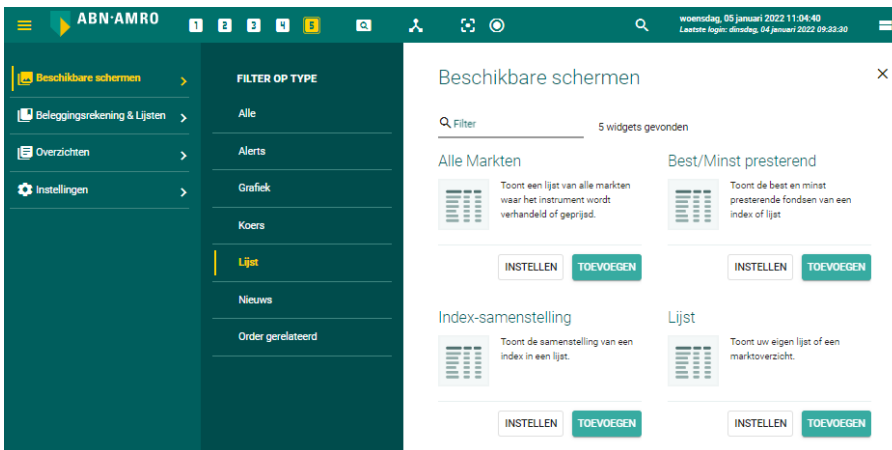 ABN·AMRO
1 2 3 4 5
woensdag, 05 januari 2022 11:04:40
Laatste login: dinsdag, 04 januari 2022 09:33:30
Beschikbare schermen
Beleggingsrekening & Lijsten
Overzichten
Instellingen
FILTER OP TYPE
Alle
Alerts
Grafiek
Koers
Lijst
Nieuws
Order gerelateerd
Beschikbare schermen
Filter
5 widgets gevonden
Alle Markten
Toont een lijst van alle markten
waar het instrument wordt
verhandeld of geprijsd.
INSTELLEN TOEVOEGEN
Best/Minst presterend
Toont de best en minst
presterende fondsen van een
index of lijst
INSTELLEN TOEVOEGEN
Index-samenstelling
Toont de samenstelling van een
index in een lijst.
INSTELLEN TOEVOEGEN
Lijst
Toont uw eigen lijst of een
marktoverzicht.
INSTELLEN TOEVOEGEN